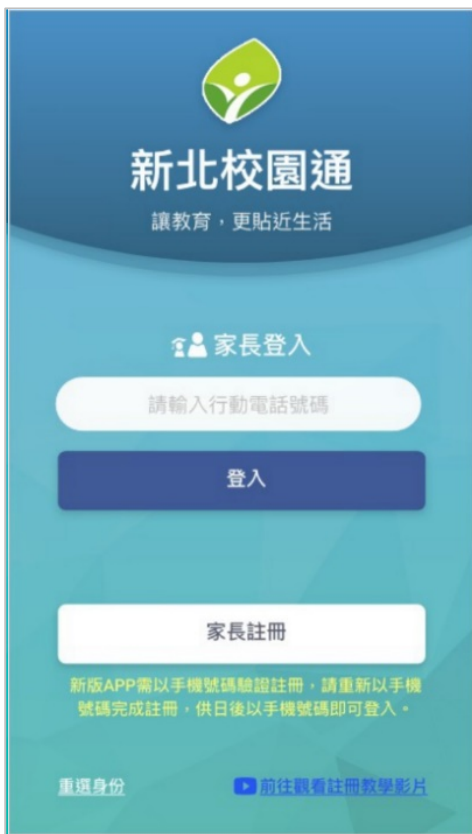 新北校園通
讓教育，更貼近生活
家長登入
請輸入行動電話號碼
登入
家長註冊
新版APP需以手機號碼驗證註冊，請重新以手機
號碼完成註冊，供日後以手機號碼即可登入。
重選身份
前往觀看註冊教學影片